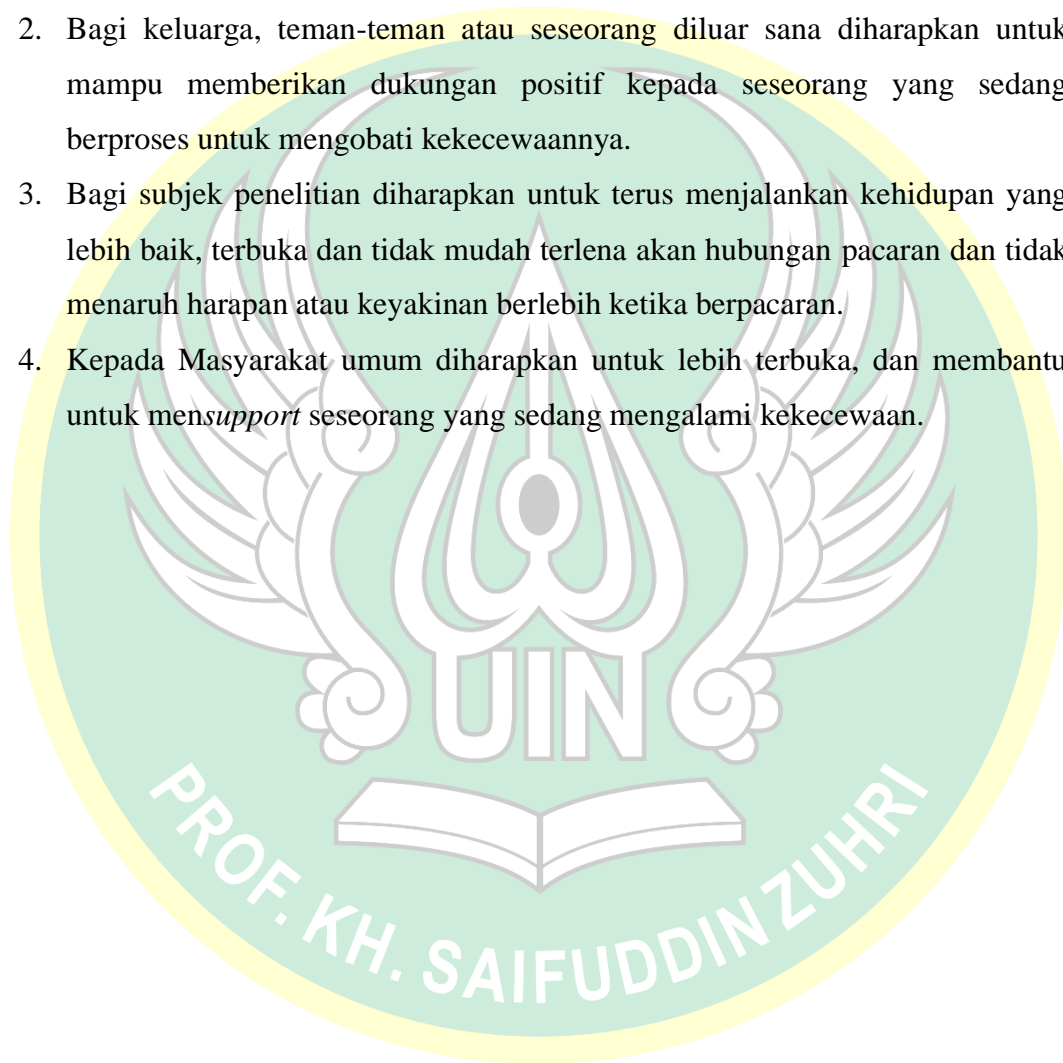 2. Bagi keluarga, teman-teman atau seseorang diluar sana diharapkan untuk
mampu memberikan dukungan positif kepada seseorang yang sedang
berproses untuk mengobati kekecewaannya.
3. Bagi subjek penelitian diharapkan untuk terus menjalankan kehidupan yang
lebih baik, terbuka dan tidak mudah terlena akan hubungan pacaran dan tidak
menaruh harapan atau keyakinan berlebih ketika berpacaran.
4. Kepada Masyarakat umum diharapkan untuk lebih terbuka, dan membantu
untuk mensupport seseorang yang sedang mengalami kekecewaan.
UIN
PROF. KH. SAIFUDDIN ZUHRI